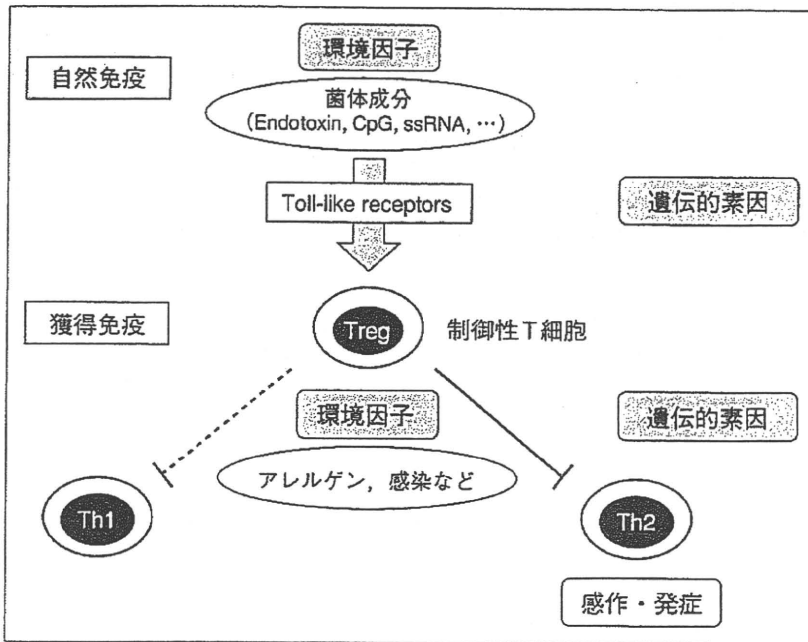 環境因子
自然免疫
菌体成分
(Endotoxin, CpG, ssRNA, …)
Toll-like receptors
遺伝的素因
獲得免疫
Treg
制御性T細胞
環境因子
遺伝的素因
アレルゲン，感染など
Th1
Th2
感作・発症